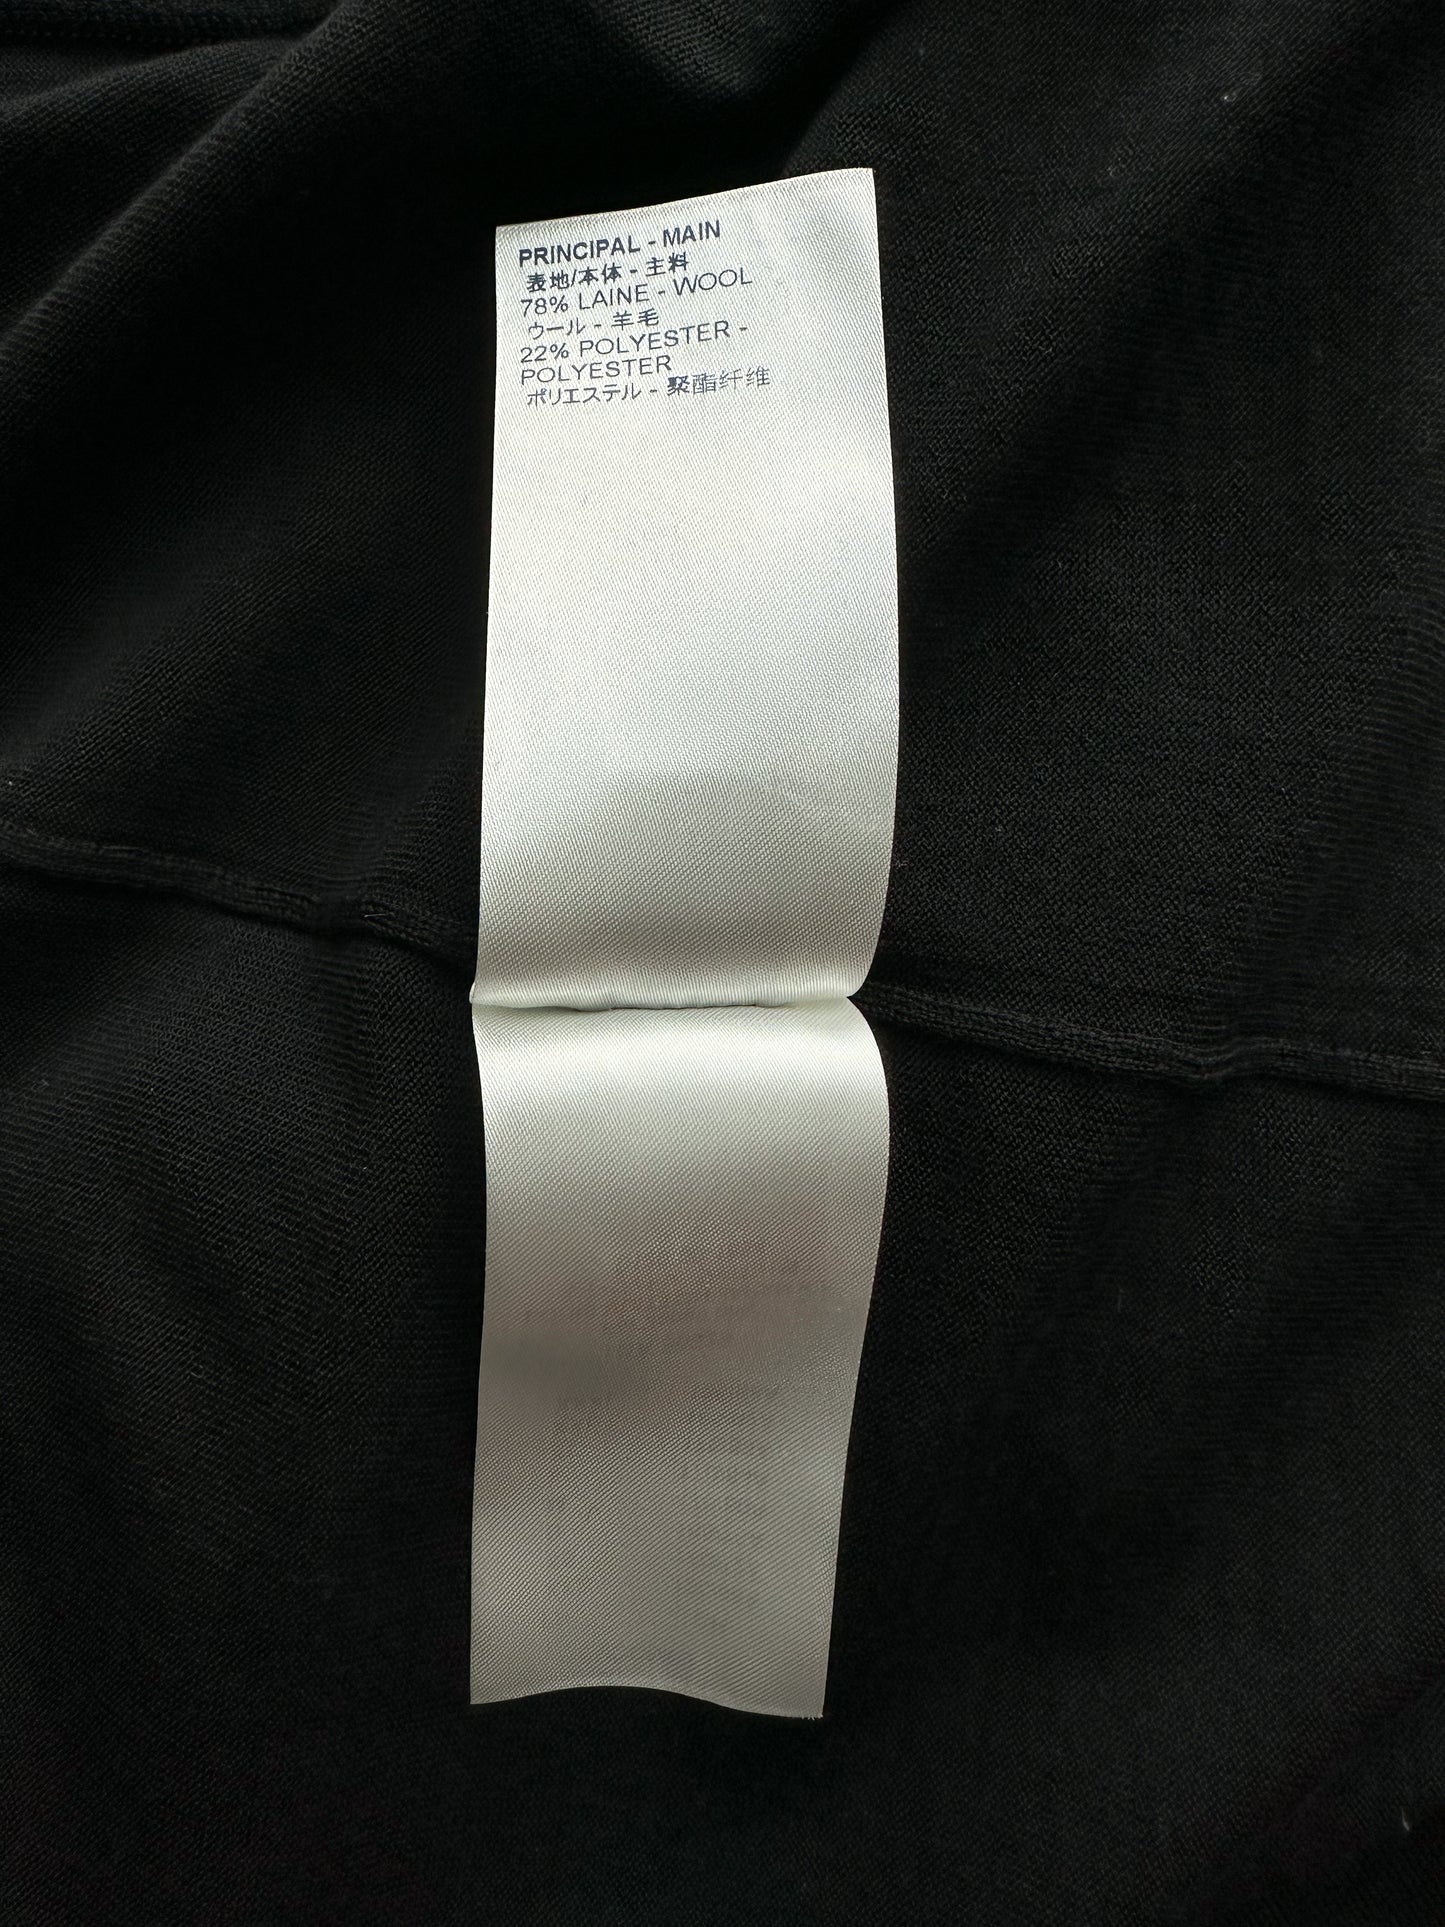 PRINCIPAL - MAIN
表地/本体 - 主料
78% LAINE - WOOL
ウール - 羊毛
22% POLYESTER -
POLYESTER
ポリエステル - 聚酯纤维